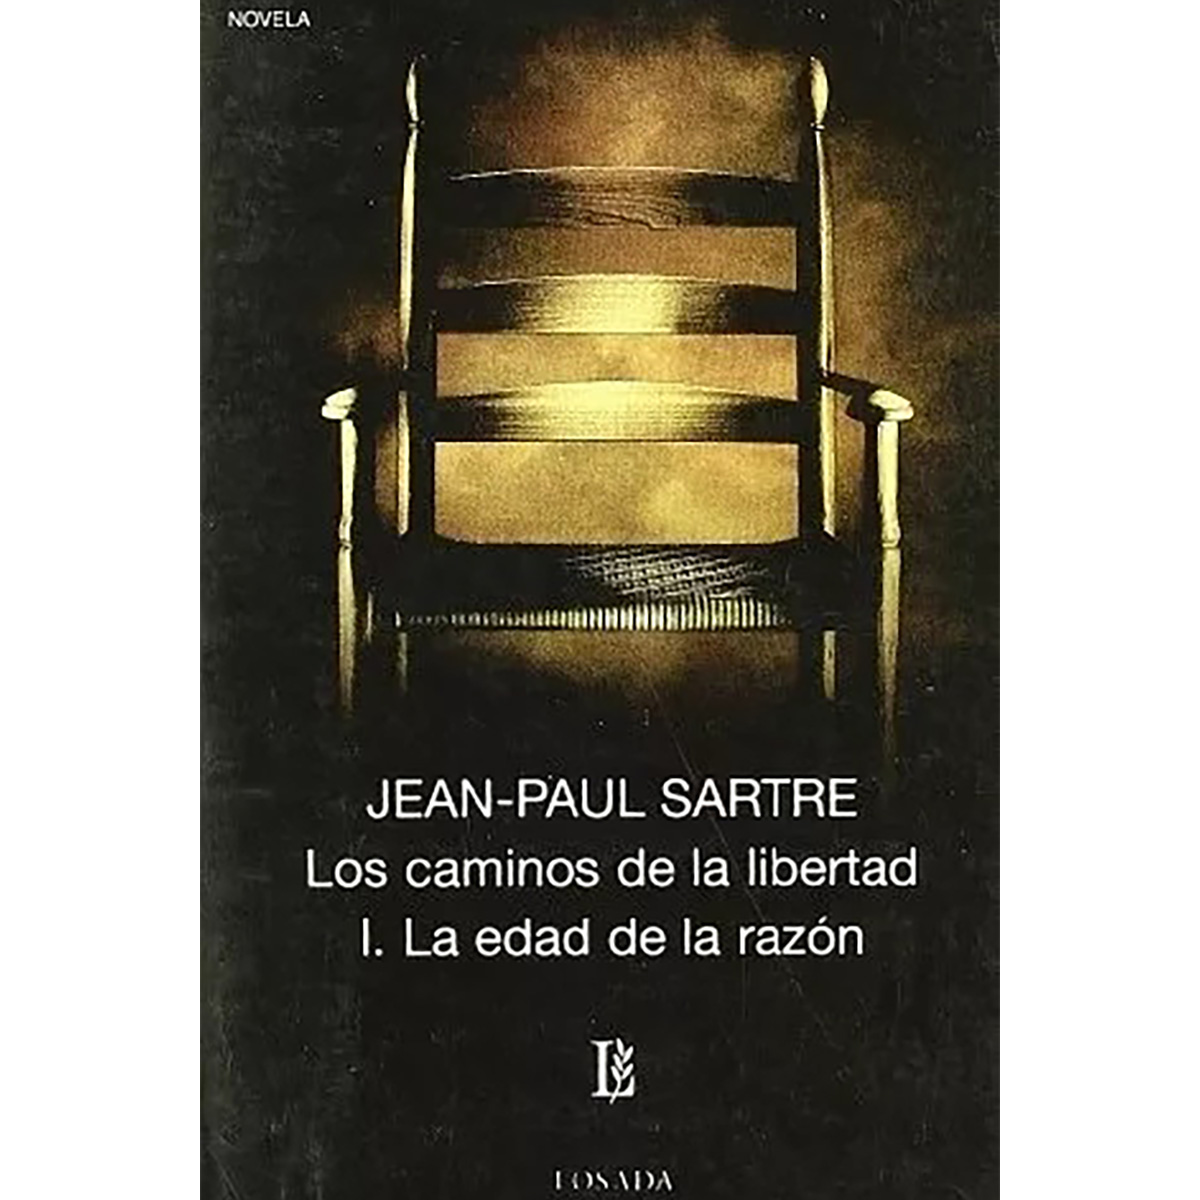 NOVELA
JEAN-PAUL SARTRE
Los caminos de la libertad
I. La edad de la razón
L
LOSADA